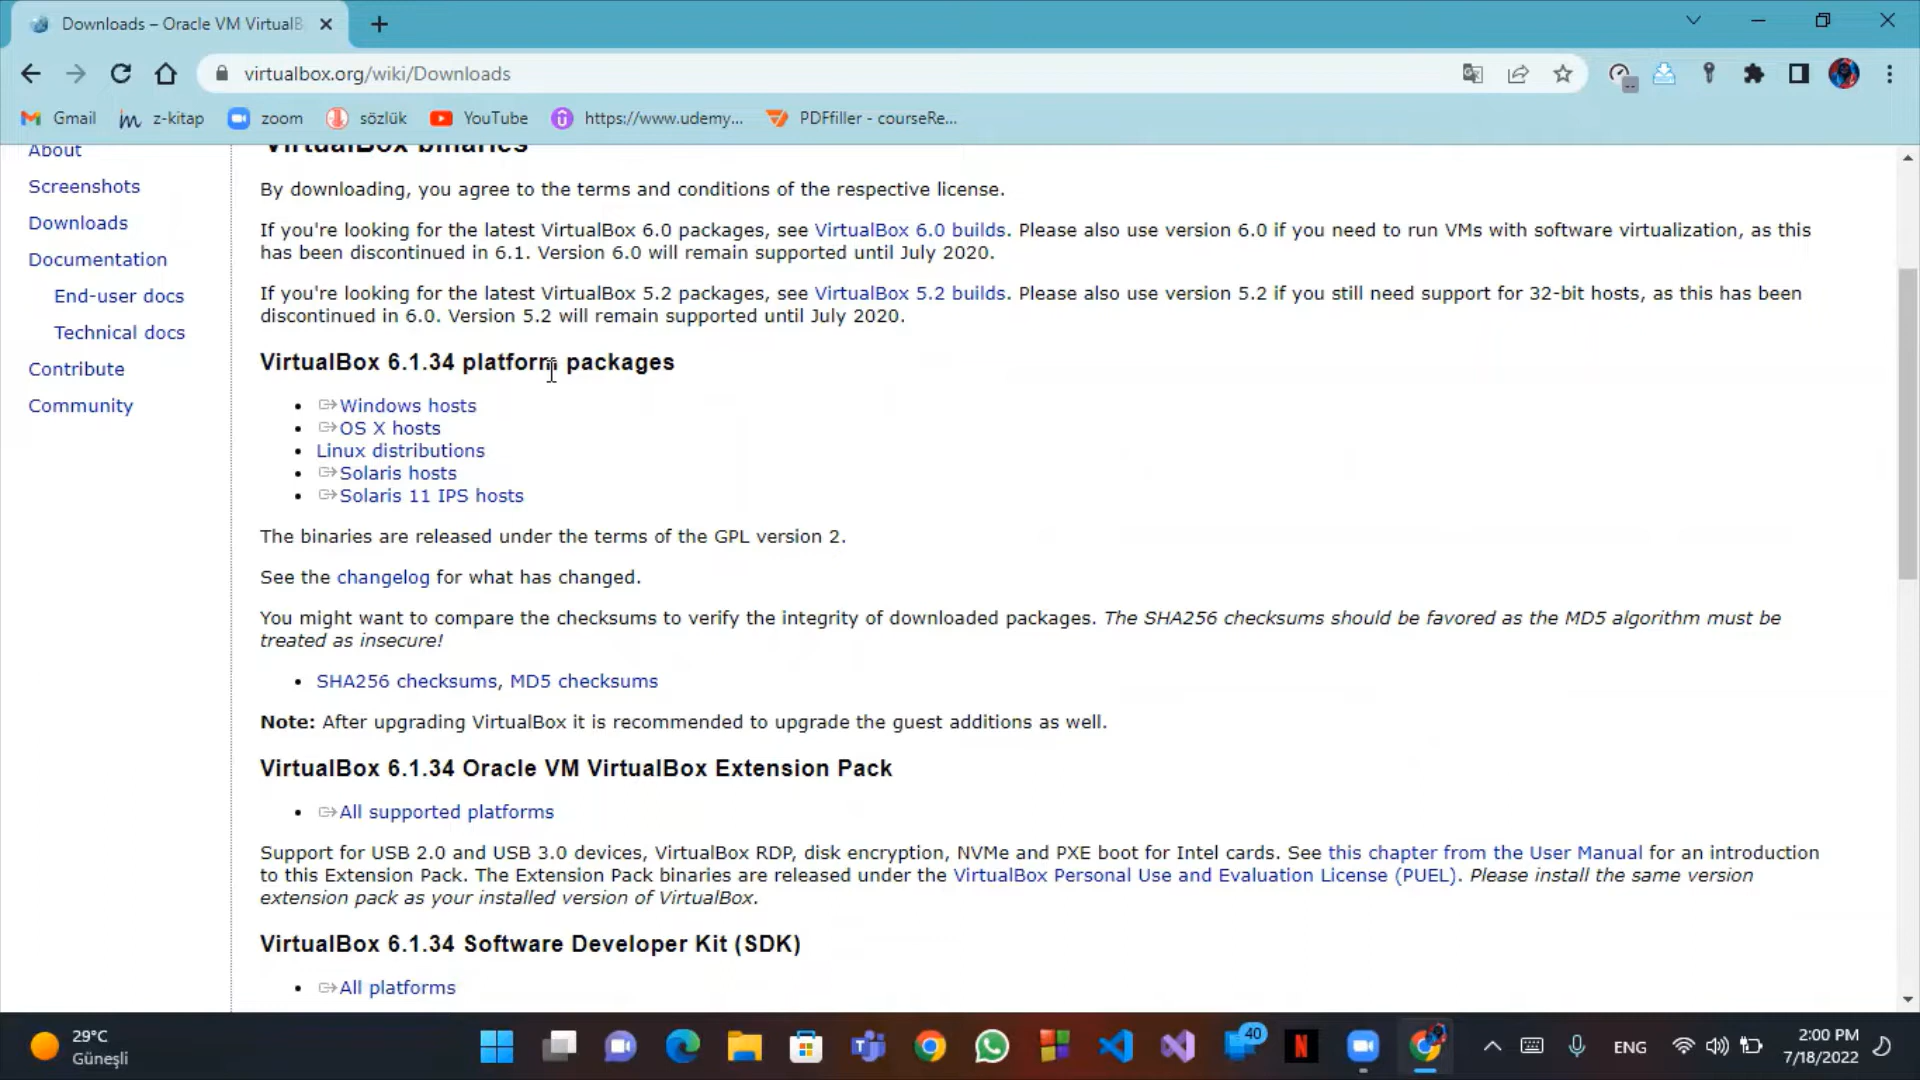 Downloads – Oracle VM VirtualB
virtualbox.org/wiki/Downloads
Gmail z-kitap zoom sözlük YouTube https://www.udemy... PDFfiller - courseRe...
About
Screenshots
Downloads
Documentation
End-user docs
Technical docs
Contribute
Community
VirtualBox binaries
By downloading, you agree to the terms and conditions of the respective license.
If you're looking for the latest VirtualBox 6.0 packages, see VirtualBox 6.0 builds. Please also use version 6.0 if you need to run VMs with software virtualization, as this
has been discontinued in 6.1. Version 6.0 will remain supported until July 2020.
If you're looking for the latest VirtualBox 5.2 packages, see VirtualBox 5.2 builds. Please also use version 5.2 if you still need support for 32-bit hosts, as this has been
discontinued in 6.0. Version 5.2 will remain supported until July 2020.
VirtualBox 6.1.34 platform packages
• Windows hosts
• OS X hosts
• Linux distributions
• Solaris hosts
• Solaris 11 IPS hosts
The binaries are released under the terms of the GPL version 2.
See the changelog for what has changed.
You might want to compare the checksums to verify the integrity of downloaded packages. The SHA256 checksums should be favored as the MD5 algorithm must be
treated as insecure!
• SHA256 checksums, MD5 checksums
Note: After upgrading VirtualBox it is recommended to upgrade the guest additions as well.
VirtualBox 6.1.34 Oracle VM VirtualBox Extension Pack
• All supported platforms
Support for USB 2.0 and USB 3.0 devices, VirtualBox RDP, disk encryption, NVMe and PXE boot for Intel cards. See this chapter from the User Manual for an introduction
to this Extension Pack. The Extension Pack binaries are released under the VirtualBox Personal Use and Evaluation License (PUEL). Please install the same version
extension pack as your installed version of VirtualBox.
VirtualBox 6.1.34 Software Developer Kit (SDK)
• All platforms
29°C
Güneşli
40
ENG
2:00 PM
7/18/2022